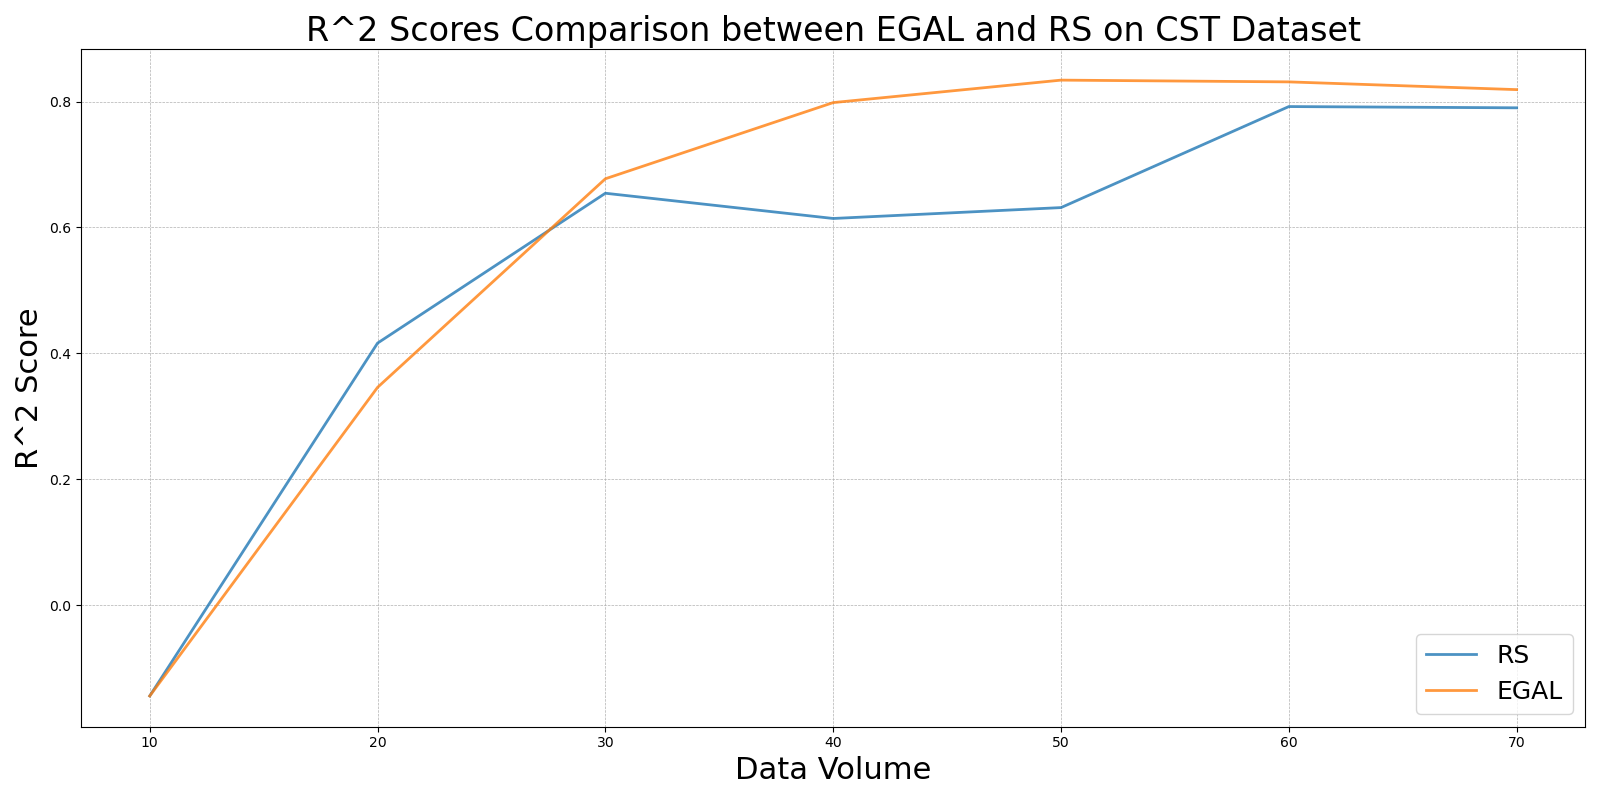 R^2 Scores Comparison between EGAL and RS on CST Dataset
R^2 Score
0.8
0.6
0.4
0.2
0.0
10 20 30 40 50 60 70
Data Volume
RS
EGAL